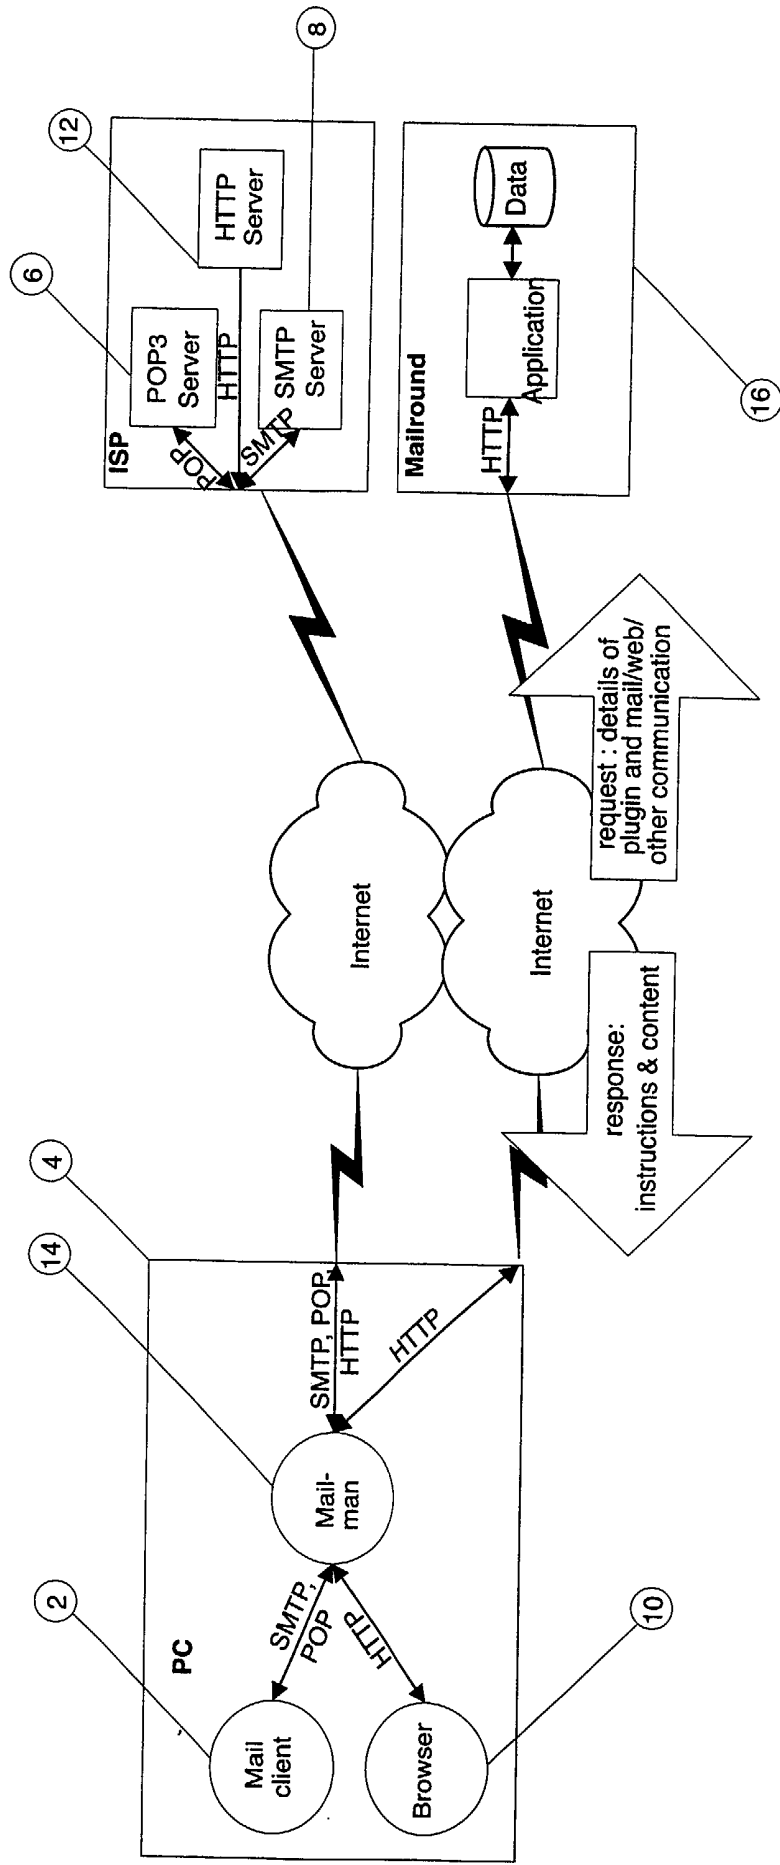 PC
2
Mail
client
SMTP,
POP
HTTP
Browser
10
14
Mail-
man
4
SMTP, POP,
HTTP
HTTP
Internet
Internet
response:
instructions & content
request : details of
plugin and mail/web/
other communication
ISP
6
POP3
Server
POP
HTTP
SMTP
12
HTTP
Server
8
SMTP
Server
Mailround
HTTP
Application
Data
16